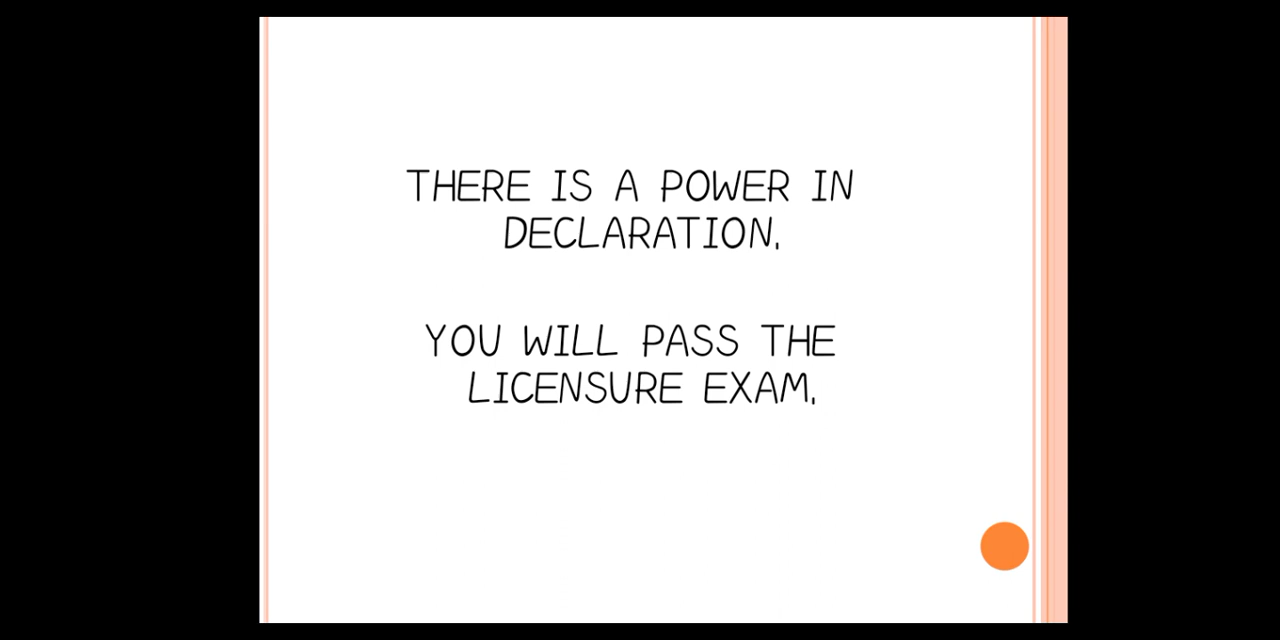 THERE IS A POWER IN
DECLARATION.
YOU WILL PASS THE
LICENSURE EXAM.